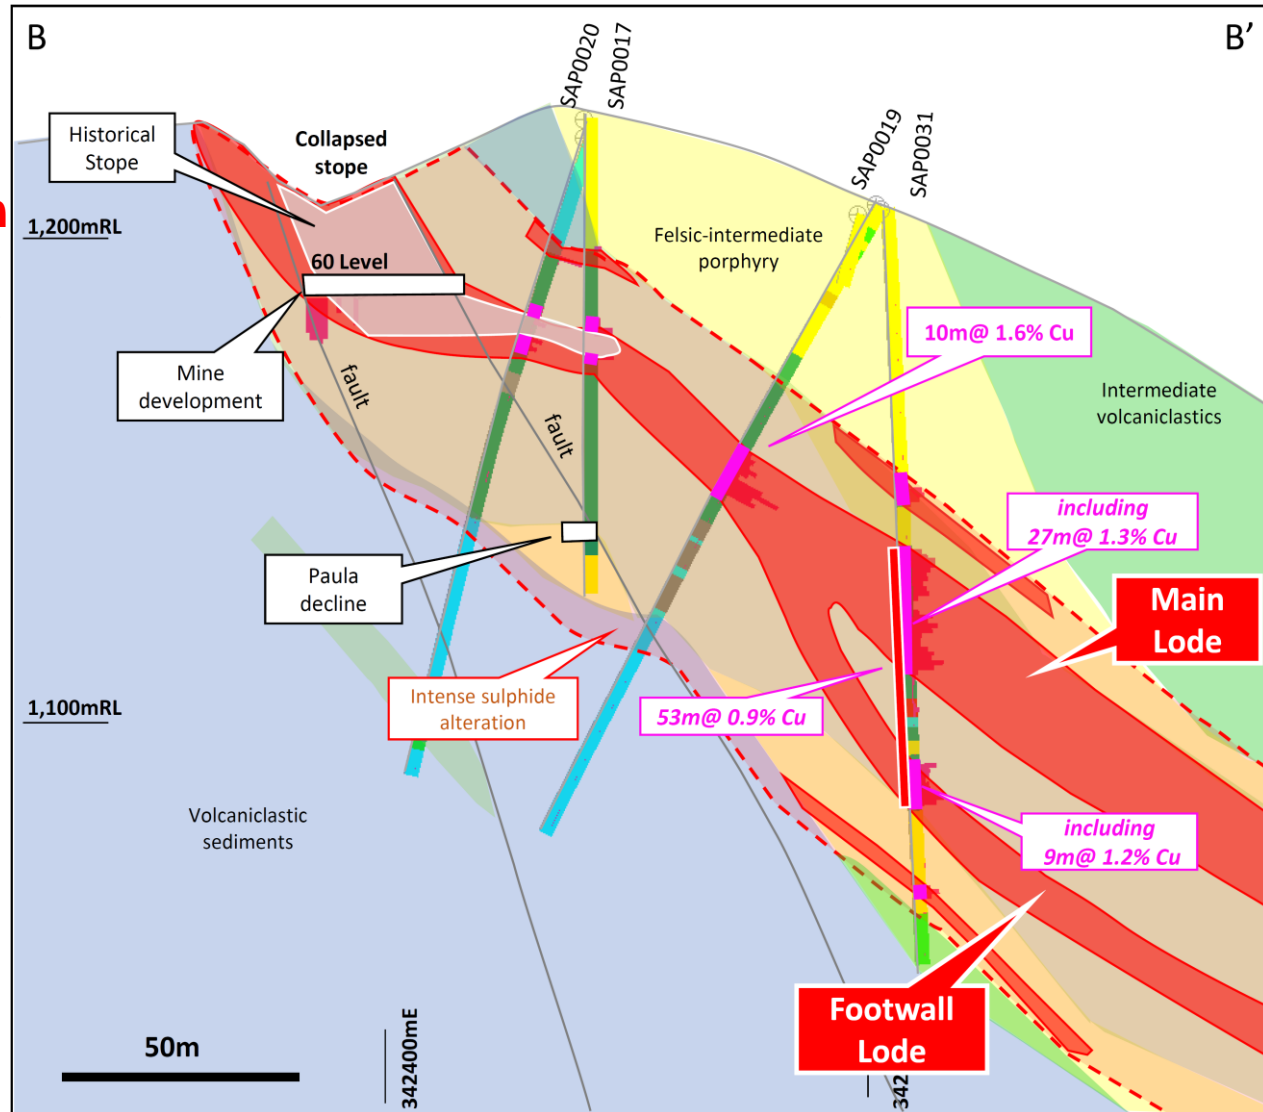 B
B'
SAP0020
SAP0017
SAP0019
SAP0031
Historical
Stope
Collapsed
stope
1,200mRL
60 Level
Felsic-intermediate
porphyry
10m@ 1.6% Cu
Mine
development
fault
fault
Intermediate
volcaniclastics
including
27m@ 1.3% Cu
Paula
decline
Main
Lode
Intense sulphide
alteration
53m@ 0.9% Cu
1,100mRL
Volcaniclastic
sediments
including
9m@ 1.2% Cu
Footwall
Lode
50m
342400mE